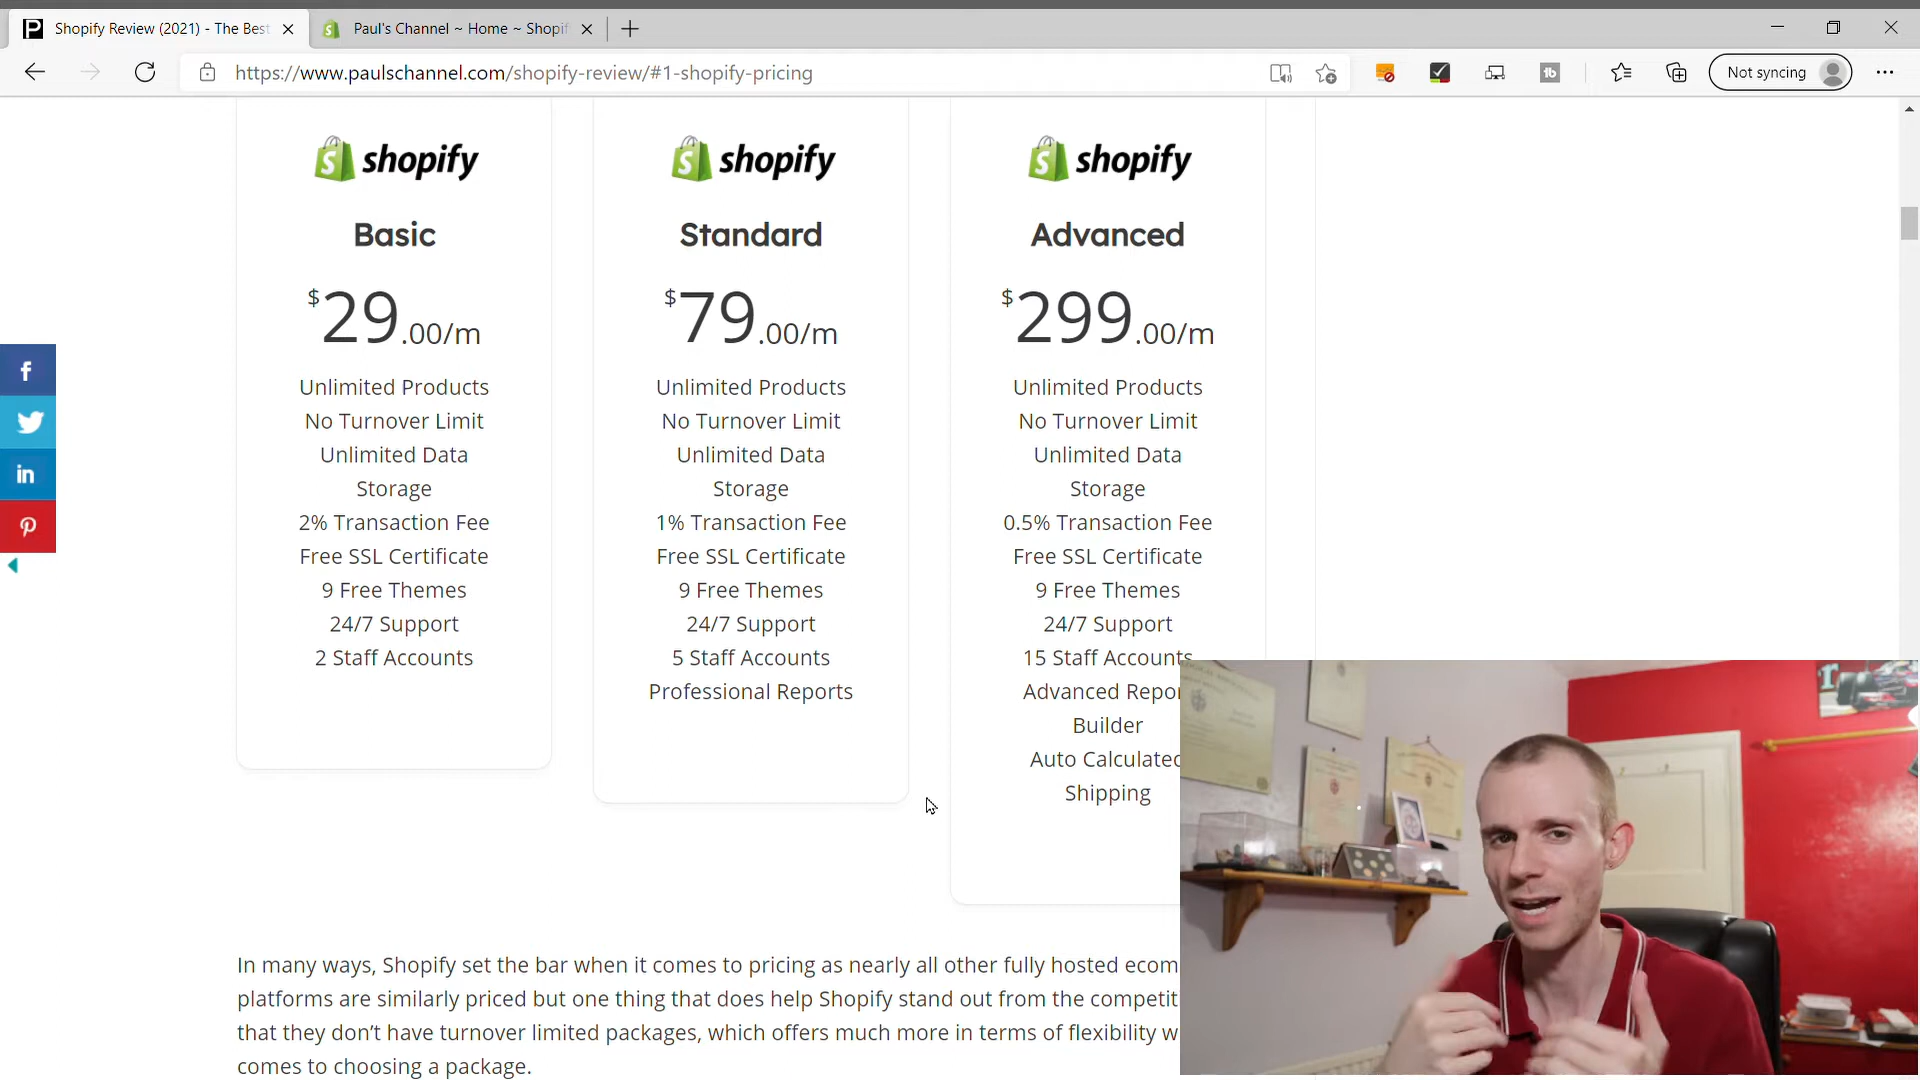 Shopify Review (2021) - The Best
Paul's Channel ~ Home ~ Shopif
https://www.paulschannel.com/shopify-review/#1-shopify-pricing
Not syncing
shopify
Basic
$29.00/m
Unlimited Products
No Turnover Limit
Unlimited Data
Storage
2% Transaction Fee
Free SSL Certificate
9 Free Themes
24/7 Support
2 Staff Accounts
shopify
Standard
$79.00/m
Unlimited Products
No Turnover Limit
Unlimited Data
Storage
1% Transaction Fee
Free SSL Certificate
9 Free Themes
24/7 Support
5 Staff Accounts
Professional Reports
shopify
Advanced
$299.00/m
Unlimited Products
No Turnover Limit
Unlimited Data
Storage
0.5% Transaction Fee
Free SSL Certificate
9 Free Themes
24/7 Support
15 Staff Accounts
Advanced Repor
Builder
Auto Calculated
Shipping
In many ways, Shopify set the bar when it comes to pricing as nearly all other fully hosted ecom
platforms are similarly priced but one thing that does help Shopify stand out from the competit
that they don’t have turnover limited packages, which offers much more in terms of flexibility w
comes to choosing a package.